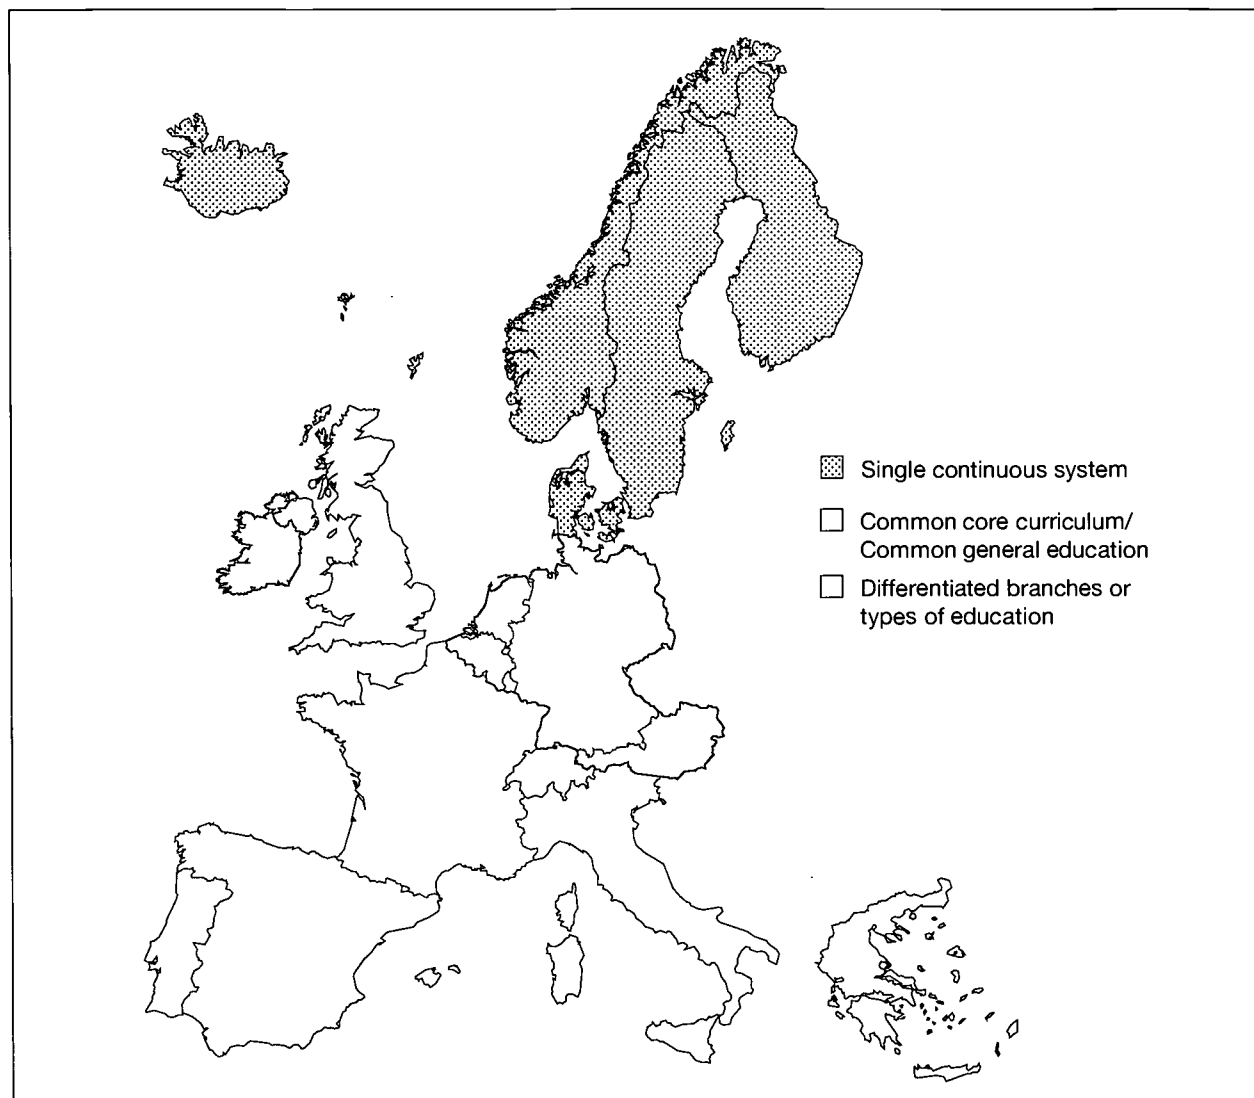 Single continuous system
Common core curriculum/
Common general education
Differentiated branches or
types of education